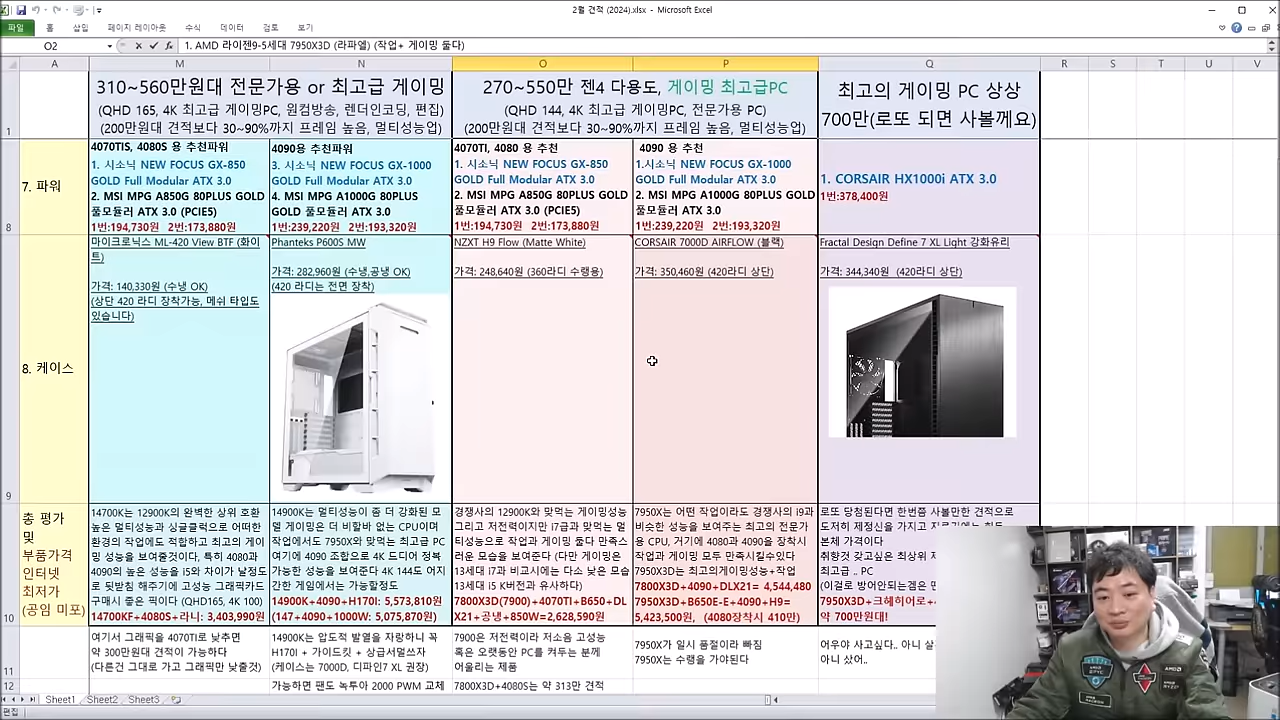 2월 견적 (2024).xlsx - Microsoft Excel
파일 홈 삽입 페이지 레이아웃 수식 데이터 검토 보기
O2 1. AMD 라이젠9-5세대 7950X3D (라파엘) (작업+ 게이밍 둘다)
A M N O P Q R S T U V
1
310~560만원대 전문가용 or 최고급 게이밍
(QHD 165, 4K 최고급 게이밍PC, 원컴방송, 렌더인코딩, 편집)
(200만원대 견적보다 30~90%까지 프레임 높음, 멀티성능업)
270~550만 젠4 다용도, 게이밍 최고급PC
(QHD 144, 4K 최고급 게이밍PC, 전문가용 PC)
(200만원대 견적보다 30~90%까지 프레임 높음, 멀티성능업)
최고의 게이밍 PC 상상
700만(로또 되면 사볼께요)
8
7. 파워
4070TIS, 4080S 용 추천파워
1. 시소닉 NEW FOCUS GX-850
GOLD Full Modular ATX 3.0
2. MSI MPG A850G 80PLUS GOLD
풀모듈러 ATX 3.0 (PCIE5)
1번:194,730원 2번:173,880원
4090용 추천파워
3. 시소닉 NEW FOCUS GX-1000
GOLD Full Modular ATX 3.0
4. MSI MPG A1000G 80PLUS
GOLD 풀모듈러 ATX 3.0
1번:239,220원 2번:193,320원
4070TI, 4080 용 추천
1. 시소닉 NEW FOCUS GX-850
GOLD Full Modular ATX 3.0
2. MSI MPG A850G 80PLUS GOLD
풀모듈러 ATX 3.0 (PCIE5)
1번:194,730원 2번:173,880원
4090 용 추천
1.시소닉 NEW FOCUS GX-1000
GOLD Full Modular ATX 3.0
2. MSI MPG A1000G 80PLUS GOLD
풀모듈러 ATX 3.0
1번:239,220원 2번:193,320원
1. CORSAIR HX1000i ATX 3.0
1번:378,400원
9
8. 케이스
마이크로닉스 ML-420 View BTF (화이
트)
가격: 140,330원 (수냉 OK)
(상단 420 라디 장착가능, 메쉬 타입도
있습니다)
Phanteks P600S MW
가격: 282,960원 (수냉,공냉 OK)
(420 라디는 전면 장착)
NZXT H9 Flow (Matte White)
가격: 248,640원 (360라디 수랭용)
CORSAIR 7000D AIRFLOW (블랙)
가격: 350,460원 (420라디 상단)
Fractal Design Define 7 XL Light 강화유리
가격: 344,340원 (420라디 상단)
10
총 평가
및
부품가격
인터넷
최저가
(공임 미포)
14700K는 12900K의 완벽한 상위 호환
높은 멀티성능과 싱글클럭으로 어떠한
환경의 작업에도 적합하고 최고의 게이
밍 성능을 보여줄것이다, 특히 4080과
4090의 높은 성능을 i5와 차이가 날정도
로 뒷받침 해주기에 고성능 그래픽카드
구매시 좋은 픽이다 (QHD165, 4K 100)
14700KF+4080S+라니: 3,403,990원
14900K는 멀티성능이 좀 더 강화된 모
델 게이밍은 더 비할바 없는 CPU이며
작업에서도 7950X와 맞먹는 최고급 PC
여기에 4090 조합으로 4K 드디어 정복
가능한 성능을 보여준다 4K 144도 어지
간한 게임에서는 가능할정도
14900K+4090+H170I: 5,573,810원
(147+4090+1000W: 5,075,870원)
경쟁사의 12900K와 맞먹는 게이밍성능
그리고 저전력이지만 i7급과 맞먹는 멀
티성능으로 작업과 게이밍 둘다 만족스
러운 모습을 보여준다 (다만 게이밍은
13세대 i7과 비교시에는 다소 낮은 모습
13세대 i5 K버전과 유사하다)
7800X3D(7900)+4070TI+B650+DL
X21+공냉+850W=2,628,590원
7950X는 어떤 작업이라도 경쟁사의 i9과
비슷한 성능을 보여주는 최고의 전문가
용 CPU, 거기에 4080과 4090을 장착시
작업과 게이밍 모두 만족시킬수있다
7950X3D는 최고의 게이밍성능+작업
7800X3D+4090+DLX21= 4,544,480
7950X3D+B650E-E+4090+H9=
5,423,500원, (4080장착시 410만)
로또 당첨된다면 한번쯤 사볼만한 견적으로
도저히 제정신을 가지고
본체 가격이다
취향것 갖고싶은 최상위 제
최고급 .. PC
(이걸로 방어안되는겜은 면
7950X3D+크헤히어로+
약 700만원대!
11
여기서 그래픽을 4070TI로 낮추면
약 300만원대 견적이 가능하다
(다른건 그대로 가고 그래픽만 낮출것)
14900K는 압도적 발열을 자랑하니 꼭
H170I + 가이드킷 + 상급서멀쓰자
(케이스는 7000D, 디파인7 XL 권장)
7900은 저전력이라 저소음 고성능
혹은 오랫동안 PC를 켜두는 분께
어울리는 제품
7950X가 일시 품절이라 빠짐
7950X는 수랭을 가야된다
어우야 사고싶다.. 아니 살
아니 샀어..
12
가능하면 팬도 녹투아 2000 PWM 교체
7800X3D+4080S는 약 313만 견적
Sheet1 Sheet2 Sheet3
편집
AMD
AMD
RYZEN